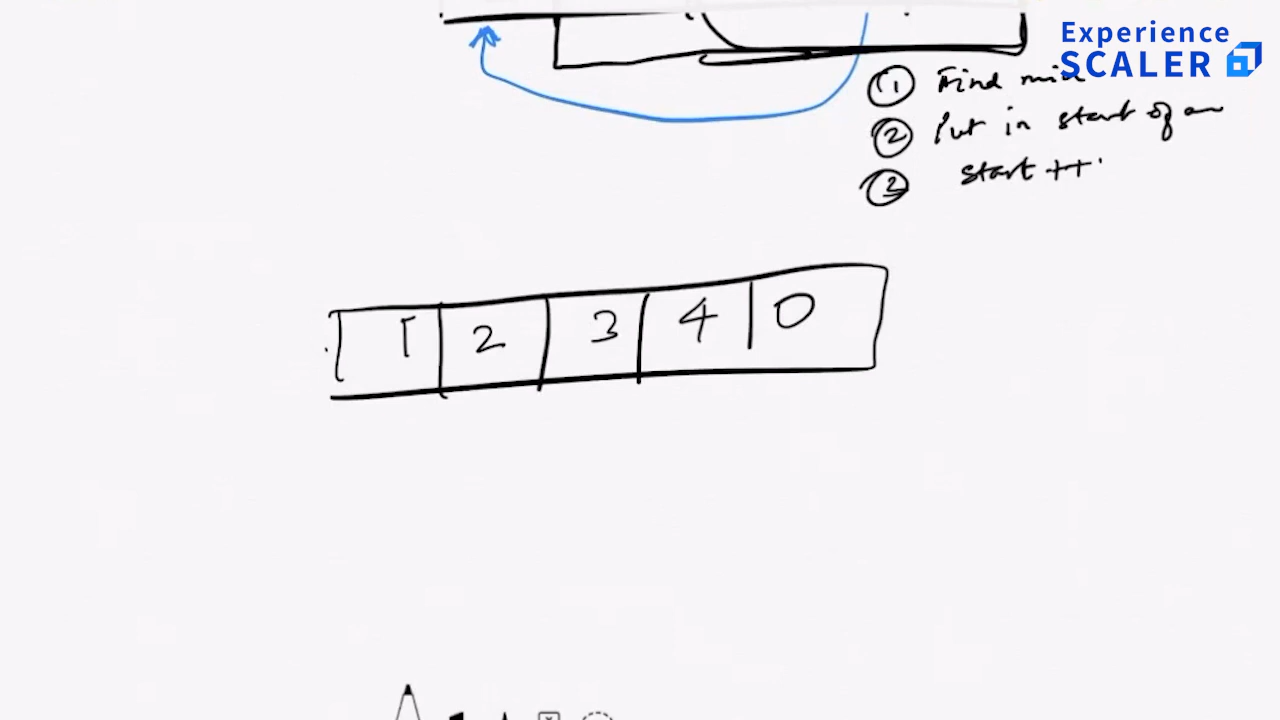 Experience
SCALER
① Find min
② Put in start of arr
③ start ++
1 2 3 4 0